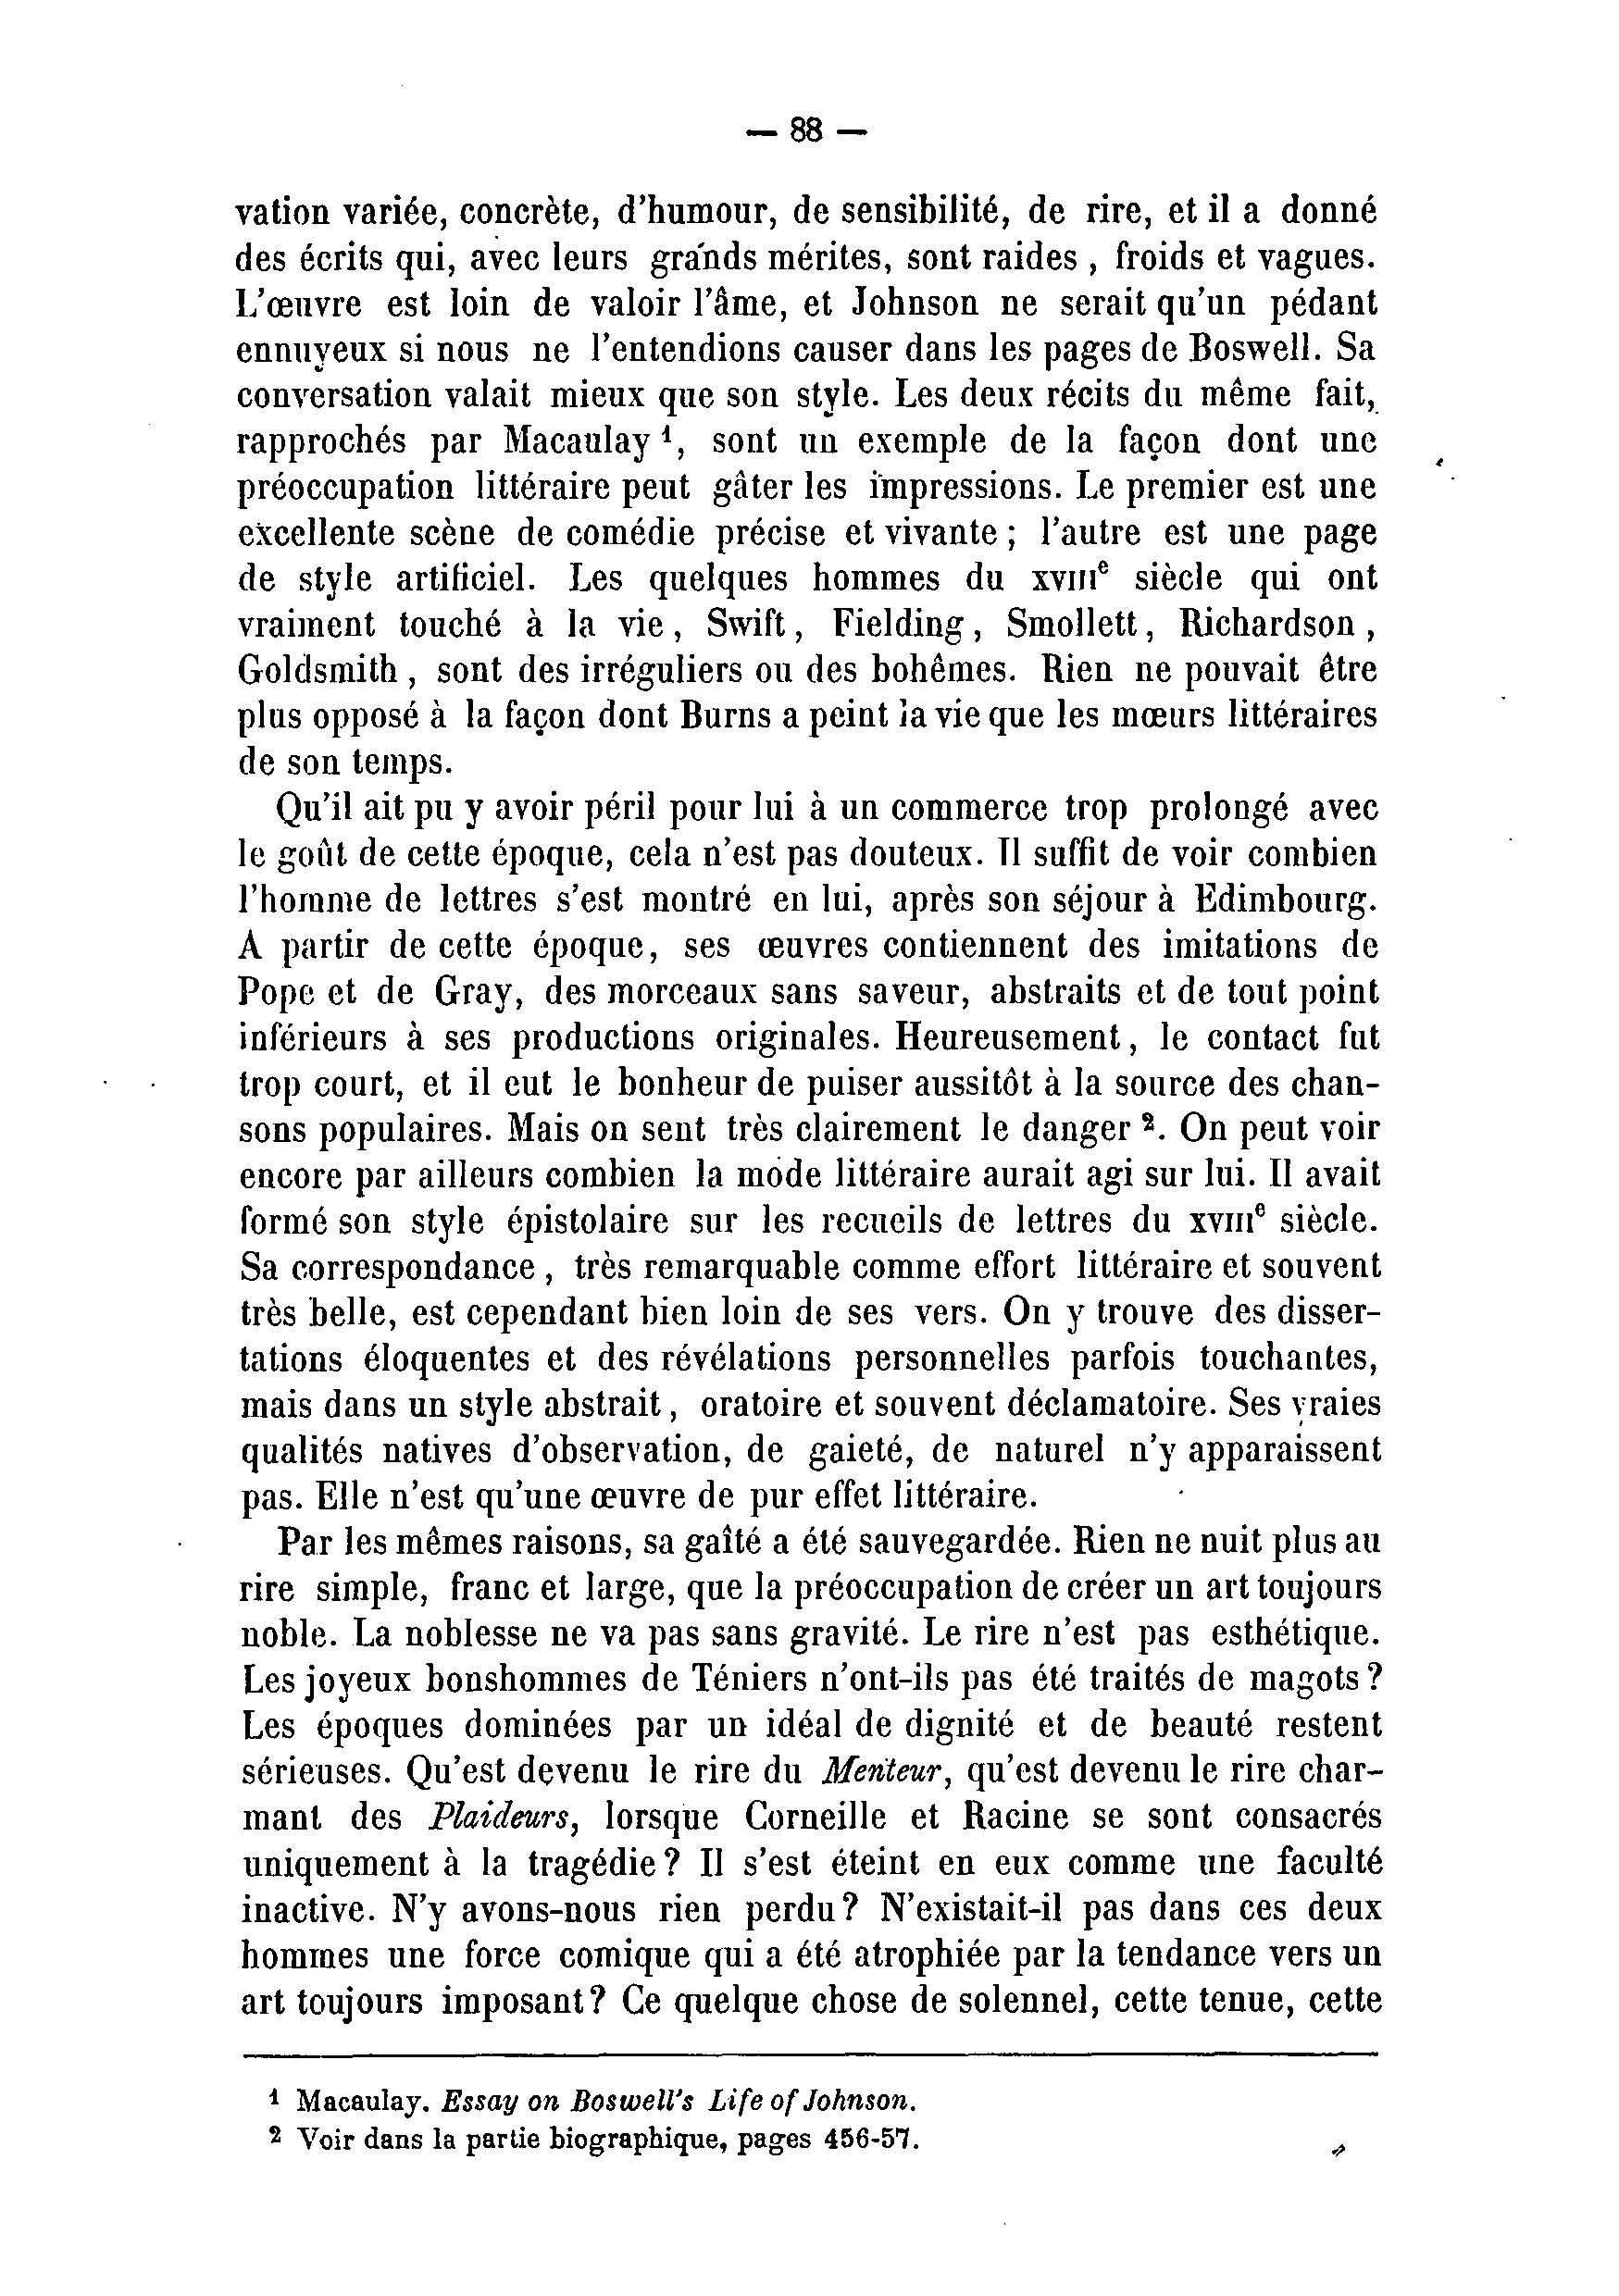 — 88 —
vation variée, concrète, d'humour, de sensibilité, de rire, et il a donné
des écrits qui, avec leurs grands mérites, sont raides, froids et vagues.
L'œuvre est loin de valoir l'âme, et Johnson ne serait qu'un pédant
ennuyeux si nous ne l'entendions causer dans les pages de Boswell. Sa
conversation valait mieux que son style. Les deux récits du même fait,
rapprochés par Macaulay ¹, sont un exemple de la façon dont une
préoccupation littéraire peut gâter les impressions. Le premier est une
excellente scène de comédie précise et vivante ; l'autre est une page
de style artificiel. Les quelques hommes du XVIIIe siècle qui ont
vraiment touché à la vie, Swift, Fielding, Smollett, Richardson,
Goldsmith, sont des irréguliers ou des bohêmes. Rien ne pouvait être
plus opposé à la façon dont Burns a peint la vie que les mœurs littéraires
de son temps.
Qu'il ait pu y avoir péril pour lui à un commerce trop prolongé avec
le goût de cette époque, cela n'est pas douteux. Il suffit de voir combien
l'homme de lettres s'est montré en lui, après son séjour à Edimbourg.
A partir de cette époque, ses œuvres contiennent des imitations de
Pope et de Gray, des morceaux sans saveur, abstraits et de tout point
inférieurs à ses productions originales. Heureusement, le contact fut
trop court, et il eut le bonheur de puiser aussitôt à la source des chan-
sons populaires. Mais on sent très clairement le danger ². On peut voir
encore par ailleurs combien la mode littéraire aurait agi sur lui. Il avait
formé son style épistolaire sur les recueils de lettres du XVIIIe siècle.
Sa correspondance, très remarquable comme effort littéraire et souvent
très belle, est cependant bien loin de ses vers. On y trouve des disser-
tations éloquentes et des révélations personnelles parfois touchantes,
mais dans un style abstrait, oratoire et souvent déclamatoire. Ses vraies
qualités natives d'observation, de gaieté, de naturel n'y apparaissent
pas. Elle n'est qu'une œuvre de pur effet littéraire.
Par les mêmes raisons, sa gaîté a été sauvegardée. Rien ne nuit plus au
rire simple, franc et large, que la préoccupation de créer un art toujours
noble. La noblesse ne va pas sans gravité. Le rire n'est pas esthétique.
Les joyeux bonshommes de Téniers n'ont-ils pas été traités de magots ?
Les époques dominées par un idéal de dignité et de beauté restent
sérieuses. Qu'est devenu le rire du Menteur, qu'est devenu le rire char-
mant des Plaideurs, lorsque Corneille et Racine se sont consacrés
uniquement à la tragédie ? Il s'est éteint en eux comme une faculté
inactive. N'y avons-nous rien perdu ? N'existait-il pas dans ces deux
hommes une force comique qui a été atrophiée par la tendance vers un
art toujours imposant ? Ce quelque chose de solennel, cette tenue, cette
¹ Macaulay. Essay on Boswell's Life of Johnson.
² Voir dans la partie biographique, pages 456-57.